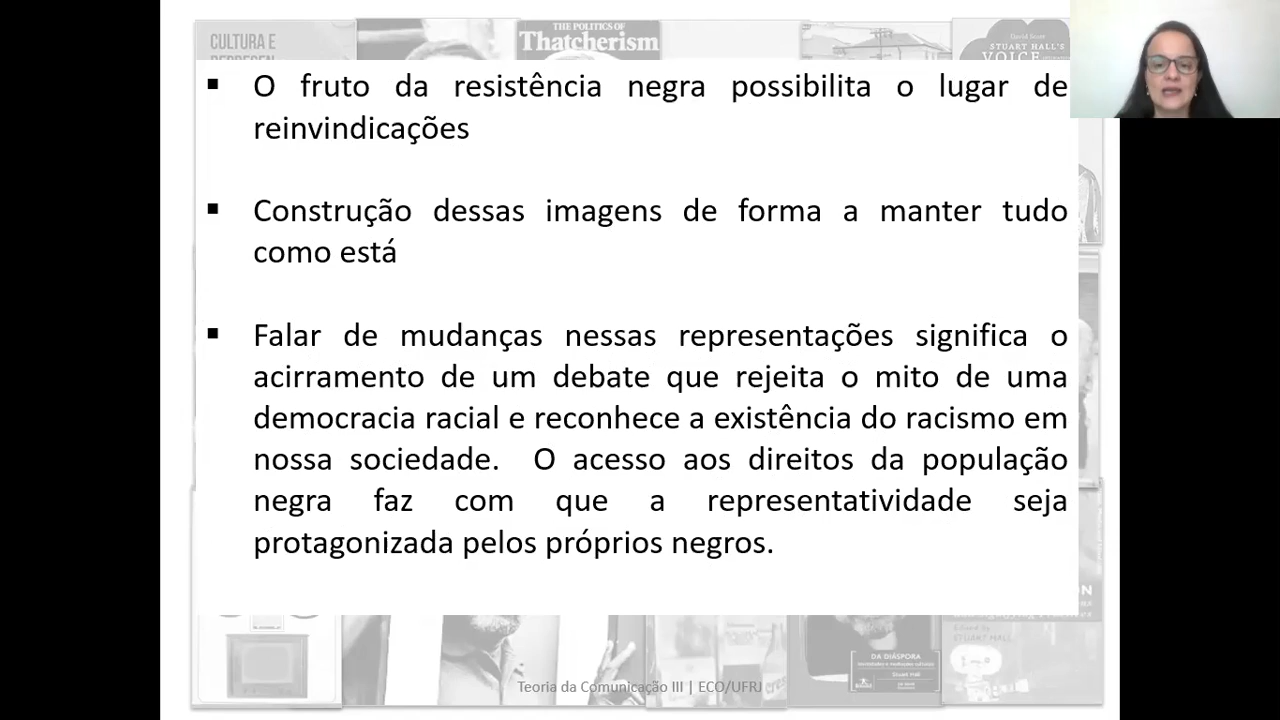 CULTURA E
THE POLITICS OF
Thatcherism
David Scott
STUART HALL'S
VOICE
▪ O fruto da resistência negra possibilita o lugar de
reinvindicações
▪ Construção dessas imagens de forma a manter tudo
como está
▪ Falar de mudanças nessas representações significa o
acirramento de um debate que rejeita o mito de uma
democracia racial e reconhece a existência do racismo em
nossa sociedade. O acesso aos direitos da população
negra faz com que a representatividade seja
protagonizada pelos próprios negros.
Edited by
STUART HALL
DA DIÁSPORA
Stuart Hall
Teoria da Comunicação III | ECO/UFRJ